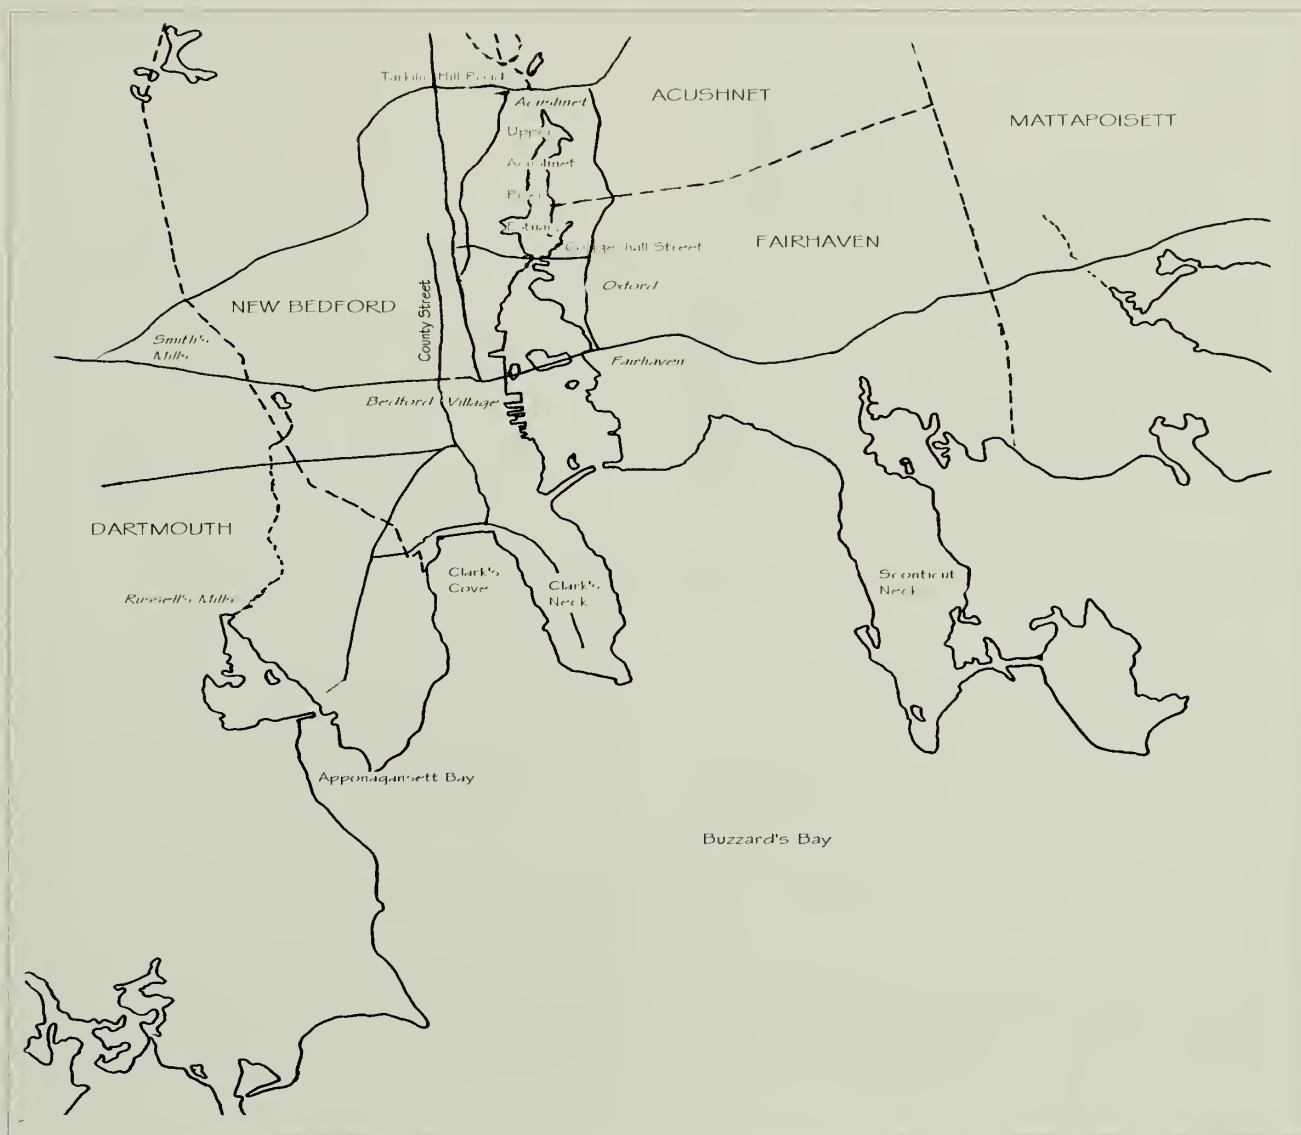 Tarkiln Hill Road
ACUSHNET
Acushnet
MATTAPOISETT
Upper
Acushnet
River
Estuary
FAIRHAVEN
Coggeshall Street
Oxford
NEW BEDFORD
County Street
Smith's
Mills
Fairhaven
Bedford Village
DARTMOUTH
Clark's
Cove
Clark's
Neck
Sconticut
Neck
Russell's Mills
Apponagansett Bay
Buzzard's Bay